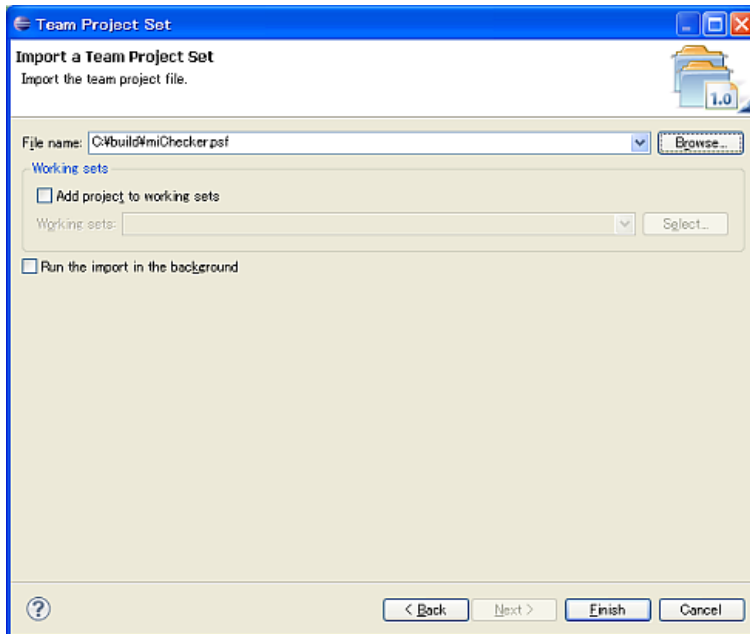 Team Project Set
Import a Team Project Set
Import the team project file.
1.0
File name: C:¥build¥miChecker.psf Browse...
Working sets
Add project to working sets
Working sets: Select...
Run the import in the background
? < Back Next > Finish Cancel